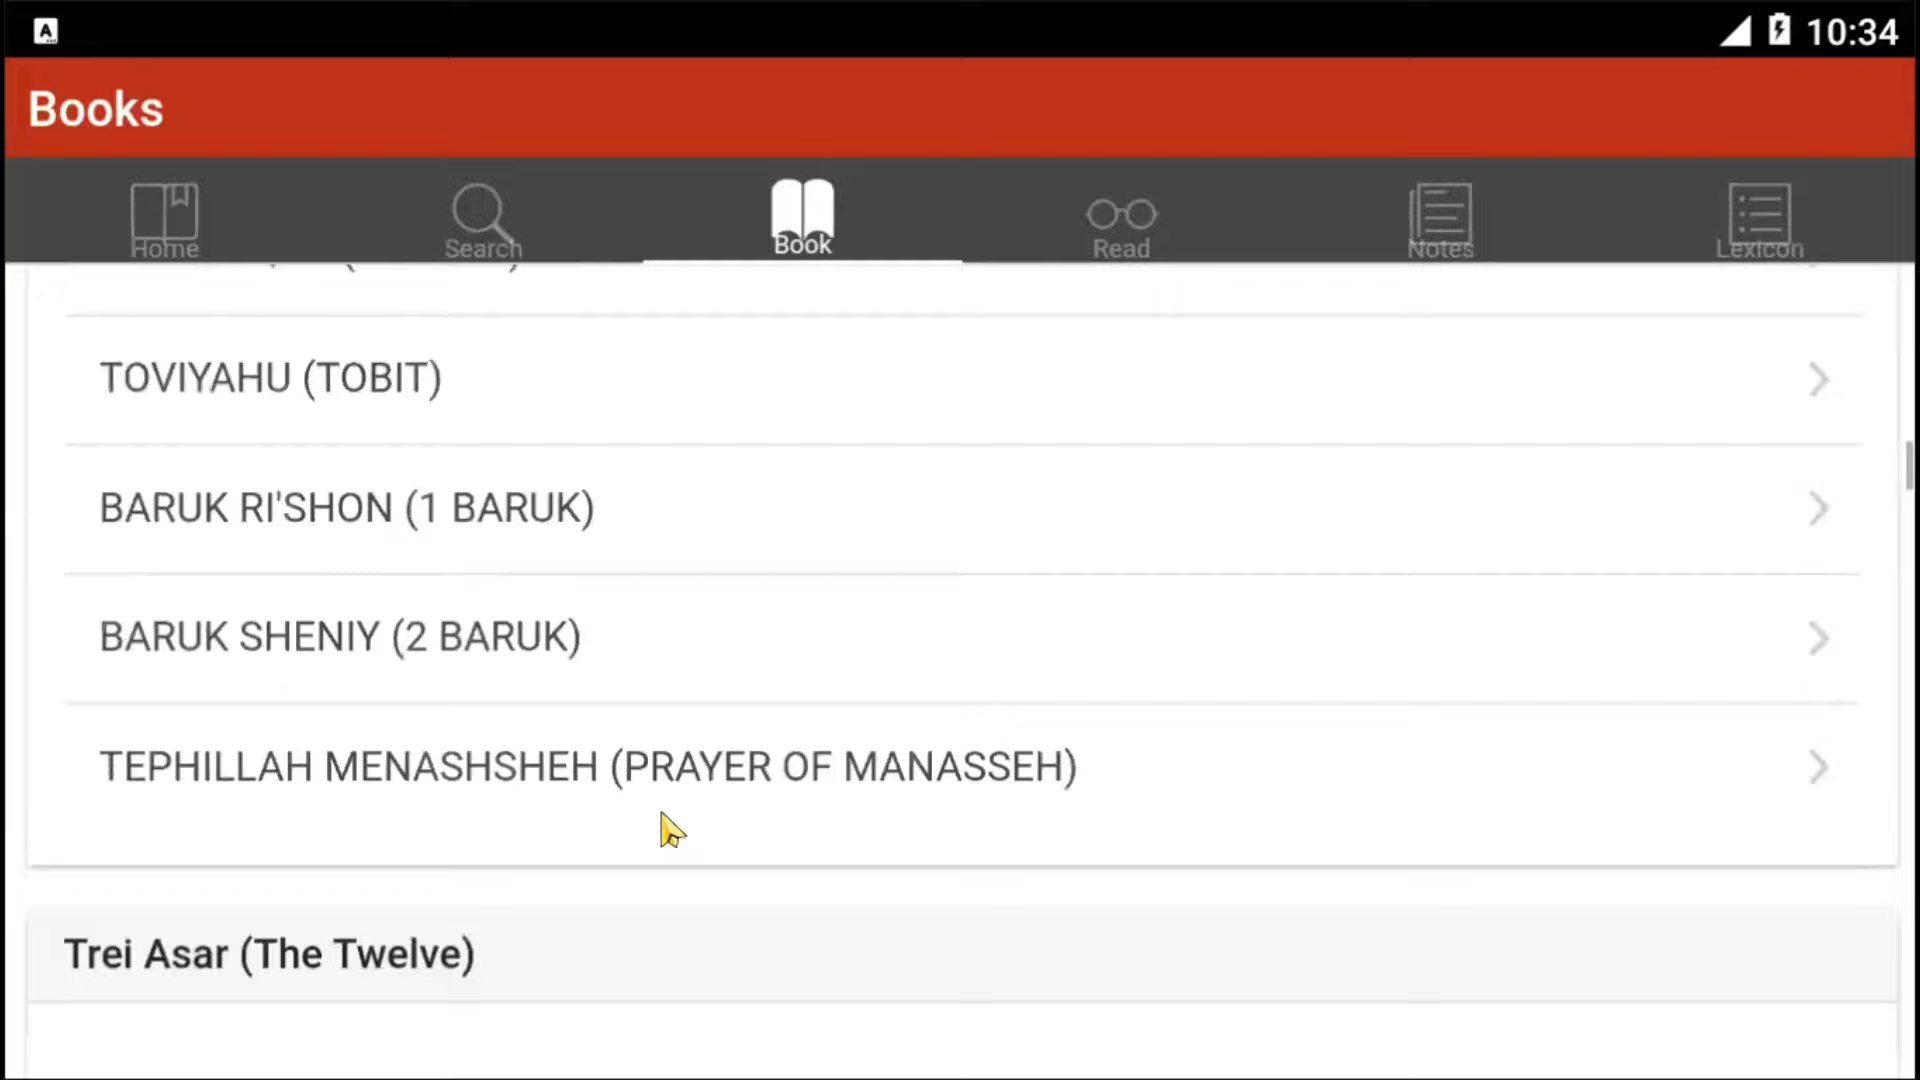 A
10:34
Books
Home
Search
Book
Read
Notes
Lexicon
TOVIYAHU (TOBIT)
BARUK RI'SHON (1 BARUK)
BARUK SHENIY (2 BARUK)
TEPHILLAH MENASHSHEH (PRAYER OF MANASSEH)
Trei Asar (The Twelve)